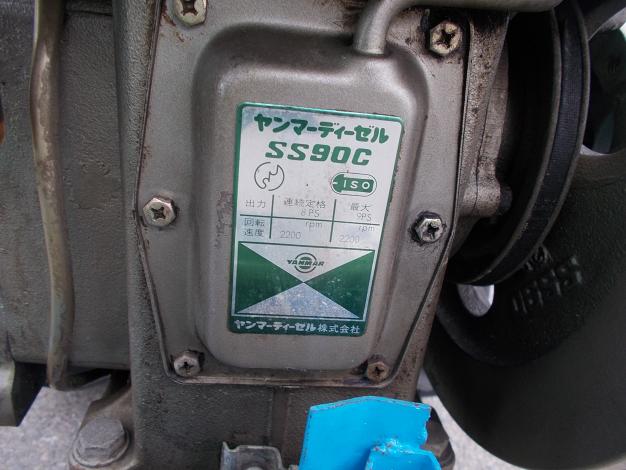 ヤンマーディーゼル
SS90C
ISO
出力 連続定格 8PS 最大 9PS
回転速度 rpm 2200 rpm 2200
YANMAR
ヤンマーディーゼル株式会社